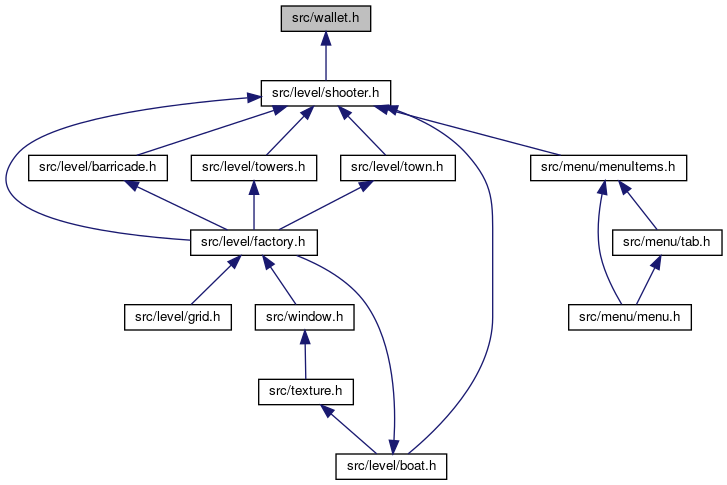 src/wallet.h
src/level/shooter.h
src/level/barricade.h
src/level/towers.h
src/level/town.h
src/menu/menuItems.h
src/level/factory.h
src/menu/tab.h
src/level/grid.h
src/window.h
src/menu/menu.h
src/texture.h
src/level/boat.h